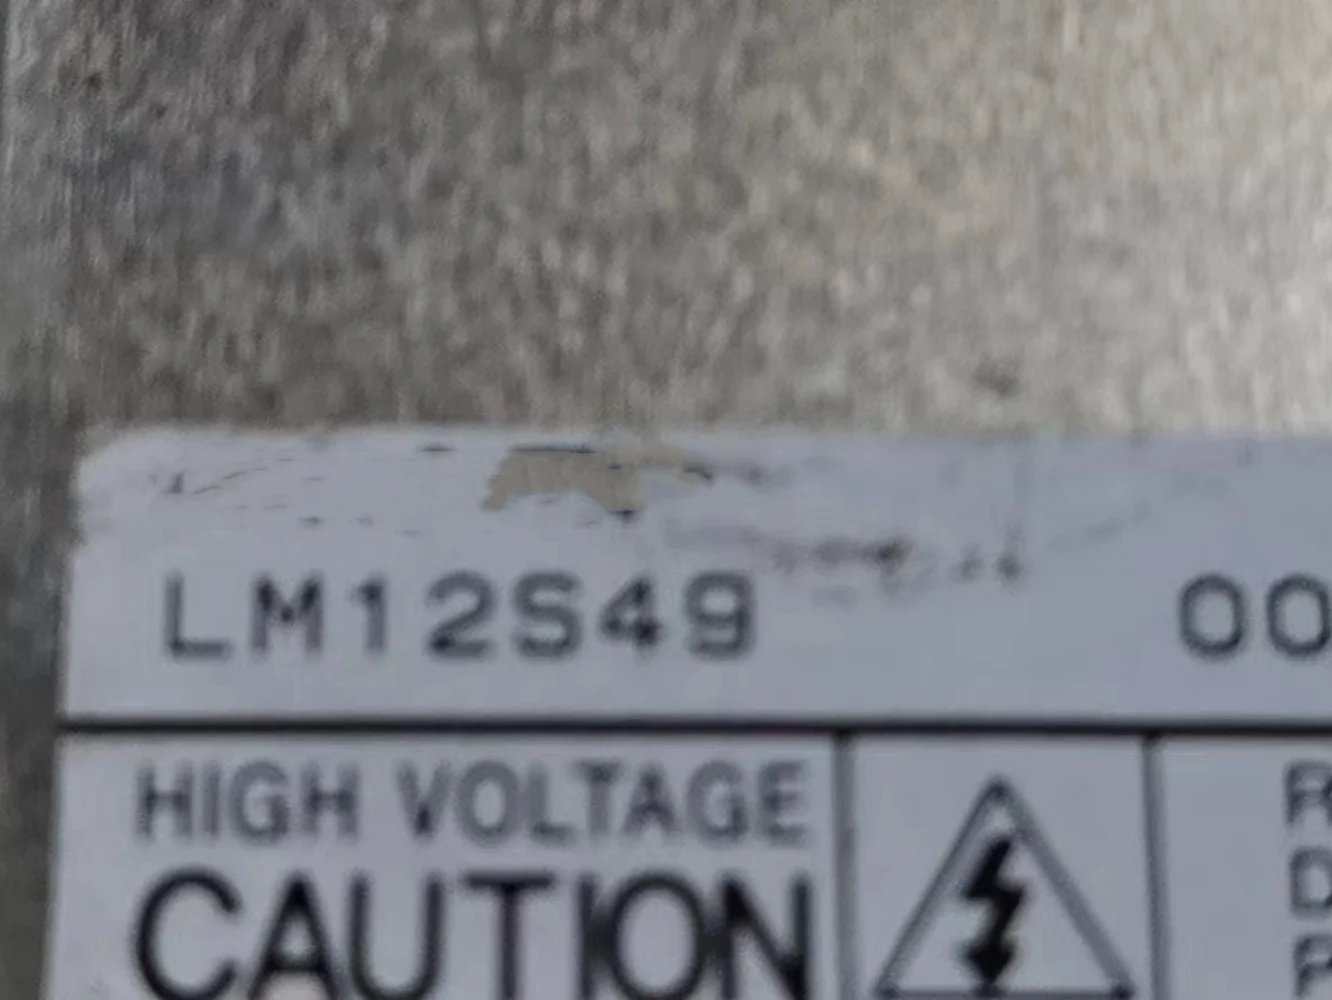 LM12S49 00
HIGH VOLTAGE R
CAUTION D